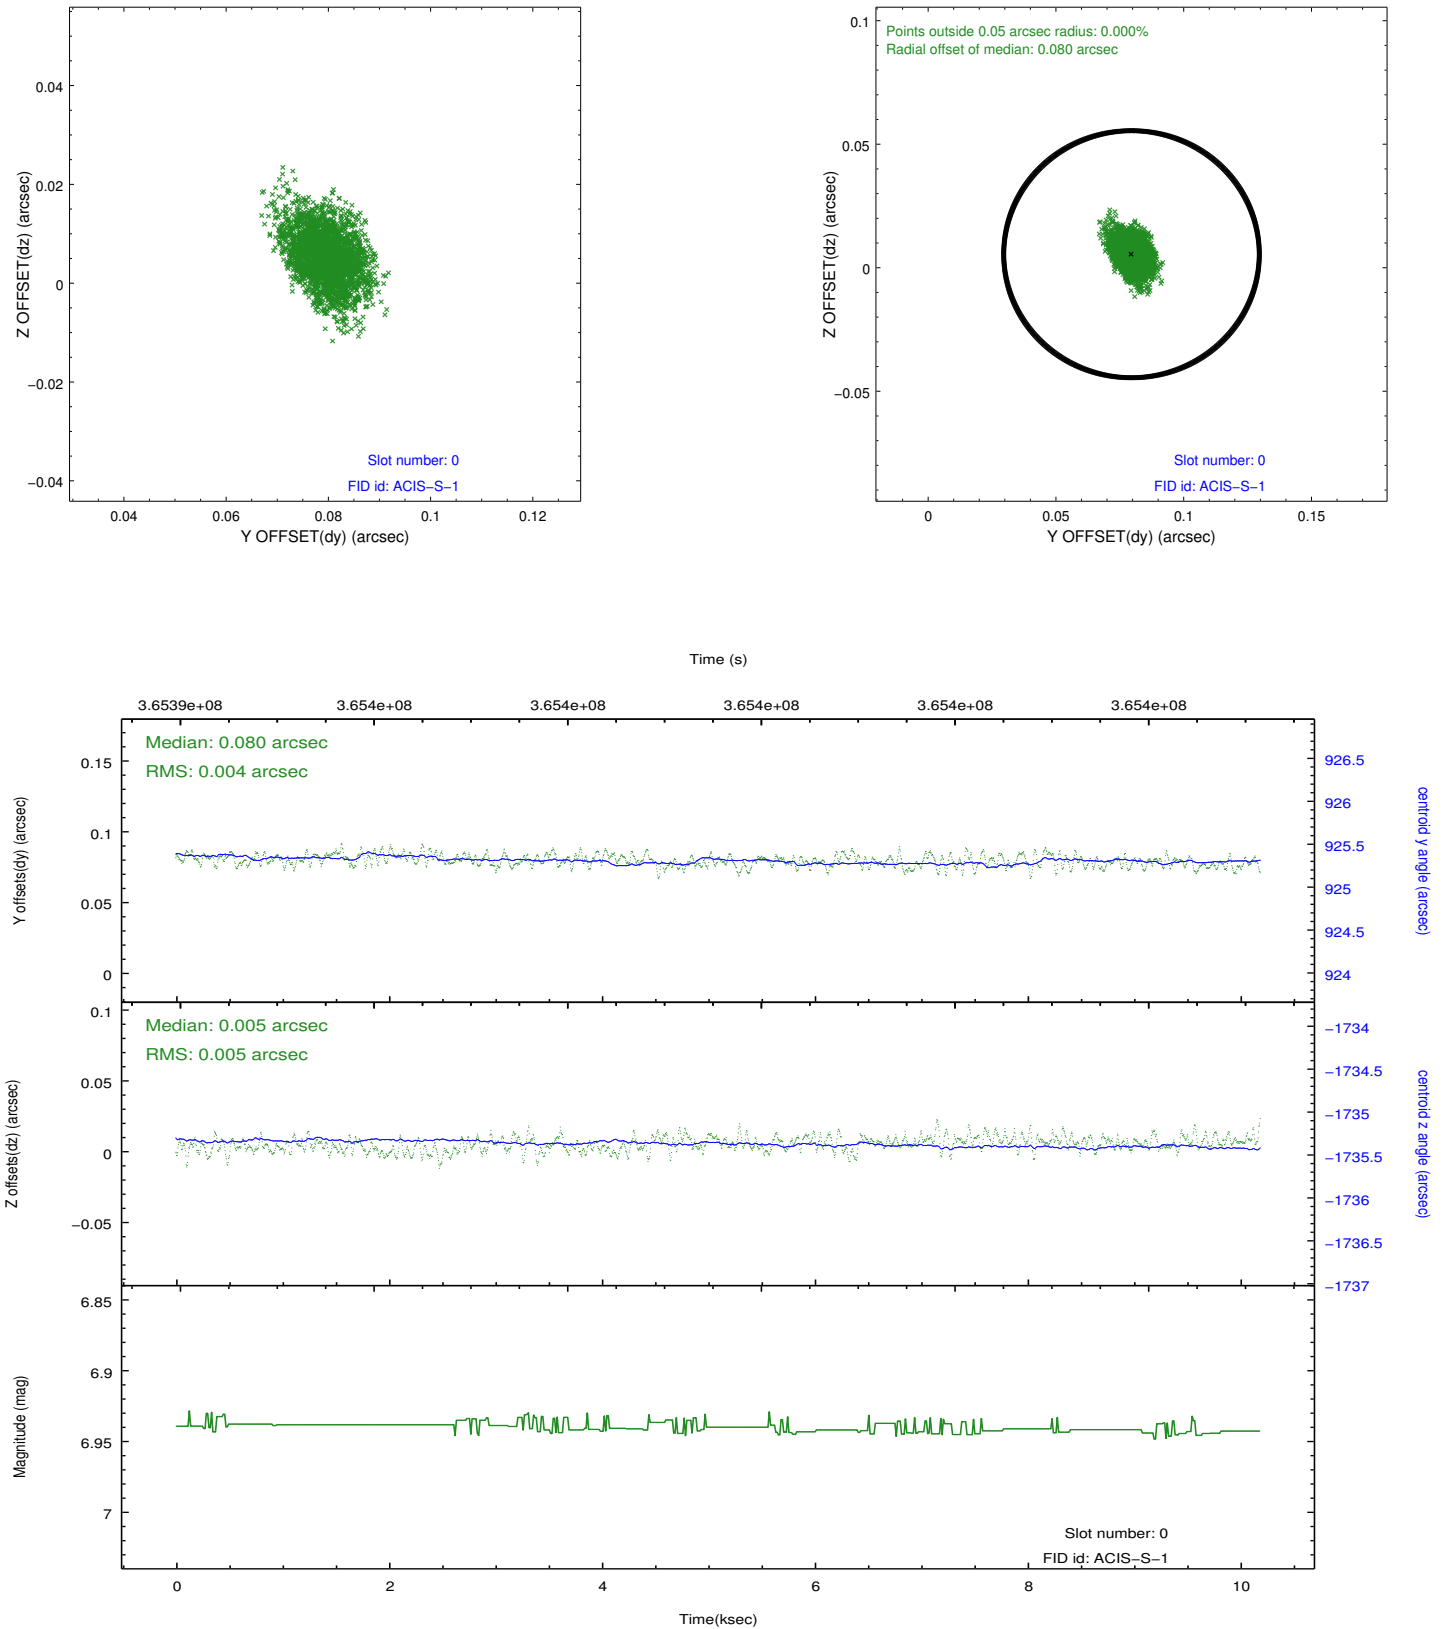 0.04
0.02
0
−0.02
−0.04
Z OFFSET(dz) (arcsec)
Slot number: 0
FID id: ACIS−S−1
0.04 0.06 0.08 0.1 0.12
Y OFFSET(dy) (arcsec)
Points outside 0.05 arcsec radius: 0.000%
Radial offset of median: 0.080 arcsec
0.1
0.05
0
−0.05
Z OFFSET(dz) (arcsec)
Slot number: 0
FID id: ACIS−S−1
0 0.05 0.1 0.15
Y OFFSET(dy) (arcsec)
Time (s)
3.6539e+08 3.654e+08 3.654e+08 3.654e+08 3.654e+08 3.654e+08
Median: 0.080 arcsec
RMS: 0.004 arcsec
0.15
0.1
0.05
0
Y offsets(dy) (arcsec)
926.5
926
925.5
925
924.5
924
centroid y angle (arcsec)
Median: 0.005 arcsec
RMS: 0.005 arcsec
0.1
0.05
0
−0.05
Z offsets(dz) (arcsec)
−1734
−1734.5
−1735
−1735.5
−1736
−1736.5
−1737
centroid z angle (arcsec)
6.85
6.9
6.95
7
Magnitude (mag)
Slot number: 0
FID id: ACIS−S−1
0 2 4 6 8 10
Time(ksec)